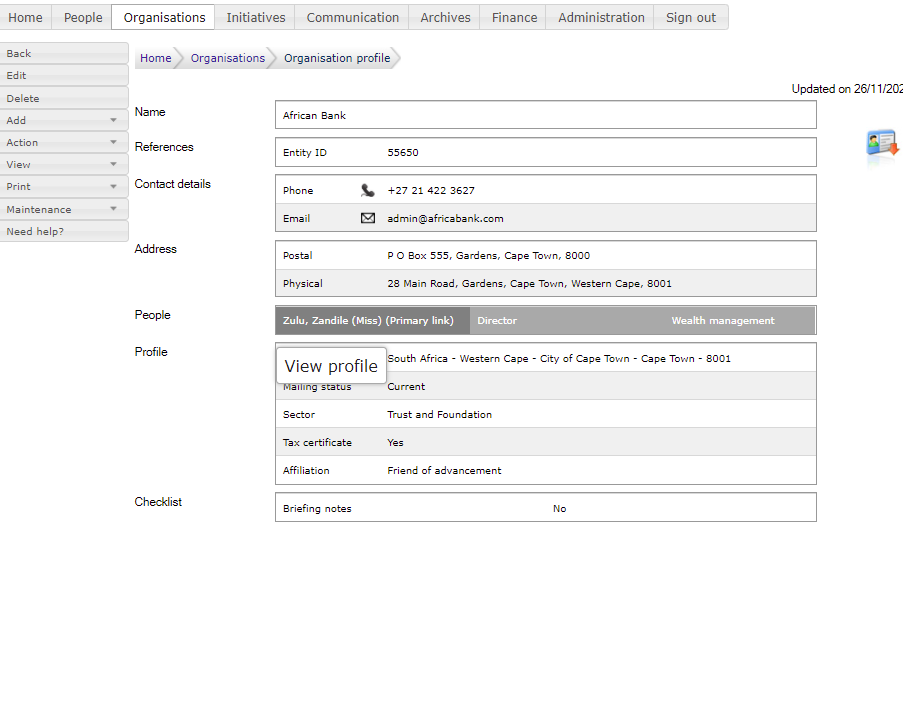 Home People Organisations Initiatives Communication Archives Finance Administration Sign out
Back
Edit
Delete
Add
Action
View
Print
Maintenance
Need help?
Home Organisations Organisation profile
Updated on 26/11/202
Name African Bank
References Entity ID 55650
Contact details Phone +27 21 422 3627
Email admin@africabank.com
Address Postal P O Box 555, Gardens, Cape Town, 8000
Physical 28 Main Road, Gardens, Cape Town, Western Cape, 8001
People Zulu, Zandile (Miss) (Primary link) Director Wealth management
Profile South Africa - Western Cape - City of Cape Town - Cape Town - 8001
View profile
Mailing status Current
Sector Trust and Foundation
Tax certificate Yes
Affiliation Friend of advancement
Checklist Briefing notes No